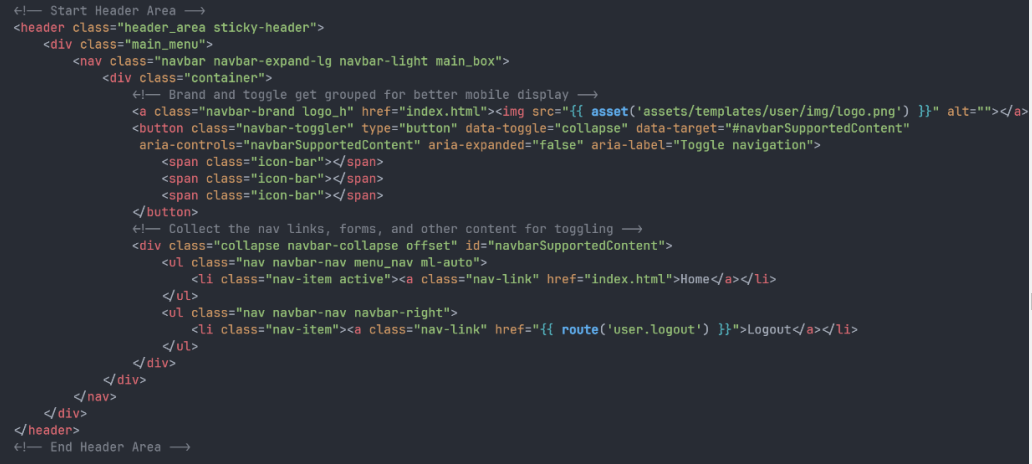 <!-- Start Header Area -->
<header class="header_area sticky-header">
    <div class="main_menu">
        <nav class="navbar navbar-expand-lg navbar-light main_box">
            <div class="container">
                <!-- Brand and toggle get grouped for better mobile display -->
                <a class="navbar-brand logo_h" href="index.html"><img src="{{ asset('assets/templates/user/img/logo.png') }}" alt=""></a>
                <button class="navbar-toggler" type="button" data-toggle="collapse" data-target="#navbarSupportedContent"
                 aria-controls="navbarSupportedContent" aria-expanded="false" aria-label="Toggle navigation">
                    <span class="icon-bar"></span>
                    <span class="icon-bar"></span>
                    <span class="icon-bar"></span>
                </button>
                <!-- Collect the nav links, forms, and other content for toggling -->
                <div class="collapse navbar-collapse offset" id="navbarSupportedContent">
                    <ul class="nav navbar-nav menu_nav ml-auto">
                        <li class="nav-item active"><a class="nav-link" href="index.html">Home</a></li>
                    </ul>
                    <ul class="nav navbar-nav navbar-right">
                        <li class="nav-item"><a class="nav-link" href="{{ route('user.logout') }}">Logout</a></li>
                    </ul>
                </div>
            </div>
        </nav>
    </div>
</header>
<!-- End Header Area -->